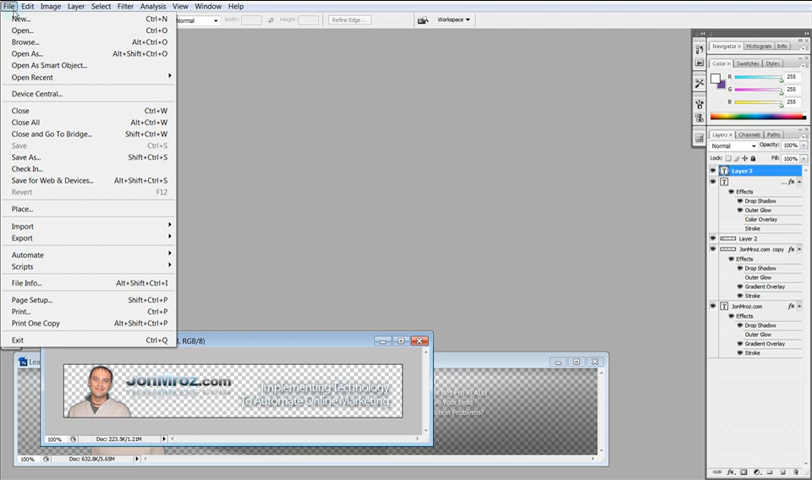 File Edit Image Layer Select Filter Analysis View Window Help
Normal Width: Height: Refine Edge... Workspace
New... Ctrl+N
Open... Ctrl+O
Browse... Alt+Ctrl+O
Open As... Alt+Shift+Ctrl+O
Open As Smart Object...
Open Recent
Device Central...
Close Ctrl+W
Close All Alt+Ctrl+W
Close and Go To Bridge... Shift+Ctrl+W
Save Ctrl+S
Save As... Shift+Ctrl+S
Check In...
Save for Web & Devices... Alt+Shift+Ctrl+S
Revert F12
Place...
Import
Export
Automate
Scripts
File Info... Alt+Shift+Ctrl+I
Page Setup... Shift+Ctrl+P
Print... Ctrl+P
Print One Copy Alt+Shift+Ctrl+P
Exit Ctrl+Q
Navigator Histogram Info
Color Swatches Styles
R 255
G 255
B 255
Layers Channels Paths
Normal Opacity: 100%
Lock: Fill: 100%
Layer 3
Effects
Drop Shadow
Outer Glow
Color Overlay
Stroke
Layer 2
JonMroz.com copy
Effects
Drop Shadow
Outer Glow
Gradient Overlay
Stroke
JonMroz.com
Effects
Drop Shadow
Outer Glow
Gradient Overlay
Stroke
RGB/8)
JonMroz.com
Implementing Technology
To Automate Online Marketing
100% Doc: 223.5K/1.21M
100% Doc: 632.8K/5.65M